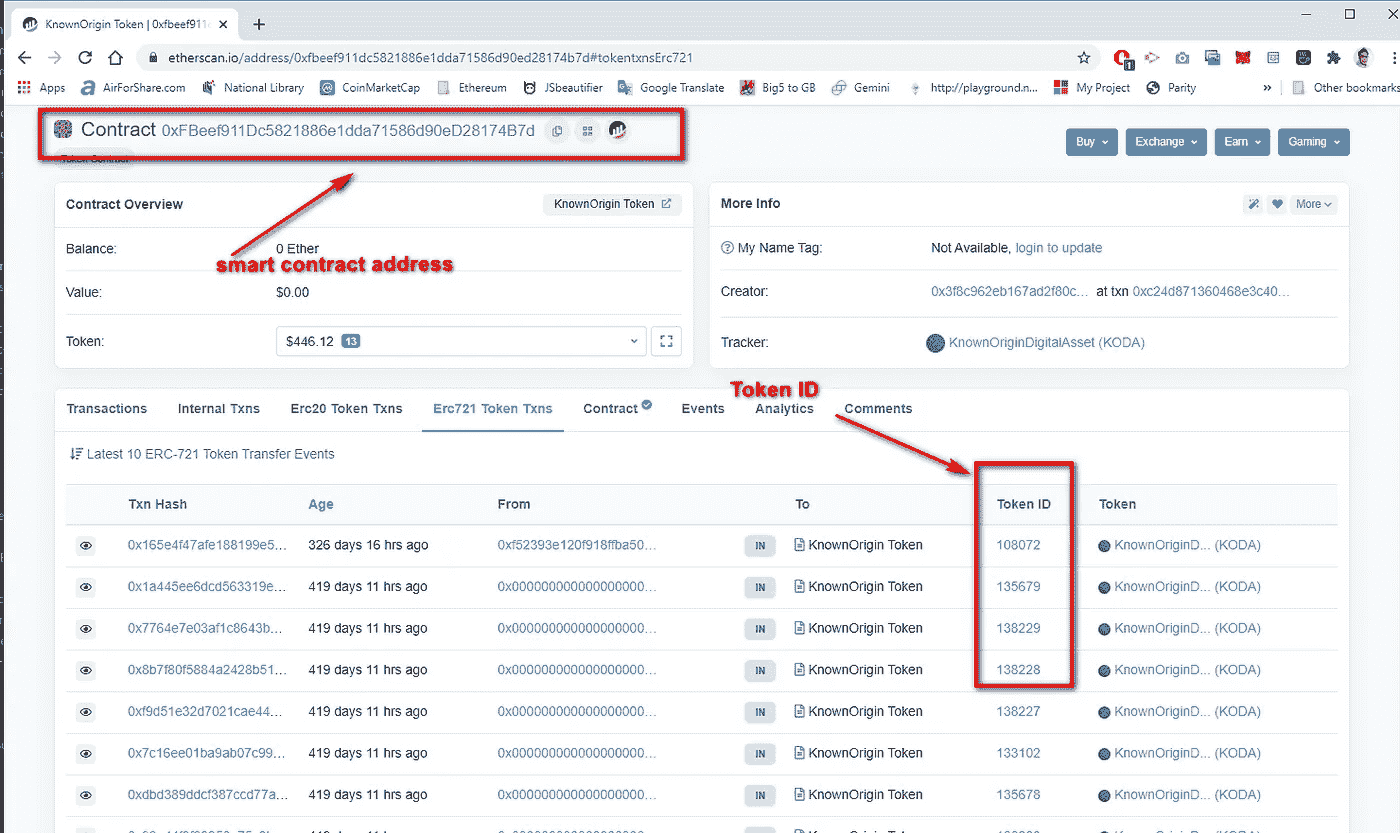 KnownOrigin Token | 0xfbeef911
etherscan.io/address/0xfbeef911dc5821886e1dda71586d90ed28174b7d#tokentxnsErc721
1
Apps AirForShare.com National Library CoinMarketCap Ethereum JSbeautifier Google Translate Big5 to GB Gemini http://playground.n... My Project Parity » Other bookmarks
Contract 0xFBeef911Dc5821886e1dda71586d90eD28174B7d
Buy Exchange Earn Gaming
Token Contract
Contract Overview KnownOrigin Token
More Info More
Balance: 0 Ether
My Name Tag: Not Available, login to update
smart contract address
Value: $0.00
Creator: 0x3f8c962eb167ad2f80c... at txn 0xc24d871360468e3c40...
Token: $446.12 13
Tracker: KnownOriginDigitalAsset (KODA)
Token ID
Transactions Internal Txns Erc20 Token Txns Erc721 Token Txns Contract Events Analytics Comments
Latest 10 ERC-721 Token Transfer Events
Txn Hash Age From To Token ID Token
0x165e4f47afe188199e5... 326 days 16 hrs ago 0xf52393e120f918ffba50... IN KnownOrigin Token 108072 KnownOriginD... (KODA)
0x1a445ee6dcd563319e... 419 days 11 hrs ago 0x000000000000000000... IN KnownOrigin Token 135679 KnownOriginD... (KODA)
0x7764e7e03af1c8643b... 419 days 11 hrs ago 0x000000000000000000... IN KnownOrigin Token 138229 KnownOriginD... (KODA)
0x8b7f80f5884a2428b51... 419 days 11 hrs ago 0x000000000000000000... IN KnownOrigin Token 138228 KnownOriginD... (KODA)
0xf9d51e32d7021cae44... 419 days 11 hrs ago 0x000000000000000000... IN KnownOrigin Token 138227 KnownOriginD... (KODA)
0x7c16ee01ba9ab07c99... 419 days 11 hrs ago 0x000000000000000000... IN KnownOrigin Token 133102 KnownOriginD... (KODA)
0xdbd389ddcf387ccd77a... 419 days 11 hrs ago 0x000000000000000000... IN KnownOrigin Token 135678 KnownOriginD... (KODA)